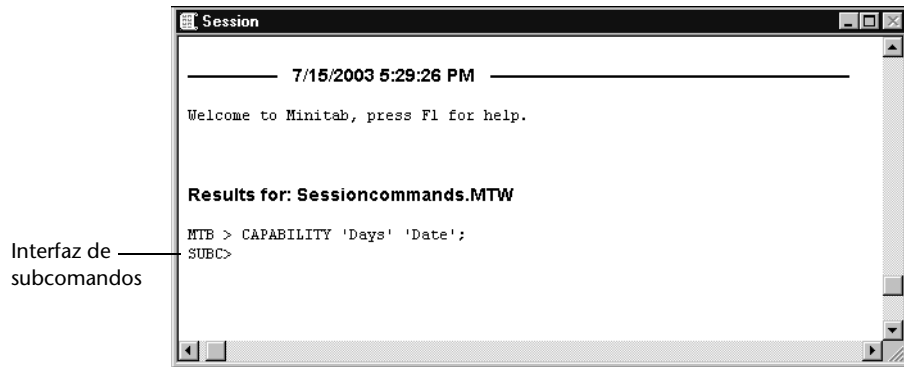 Session
7/15/2003 5:29:26 PM
Welcome to Minitab, press F1 for help.
Results for: Sessioncommands.MTW
MTB > CAPABILITY 'Days' 'Date';
SUBC>
Interfaz de
subcomandos